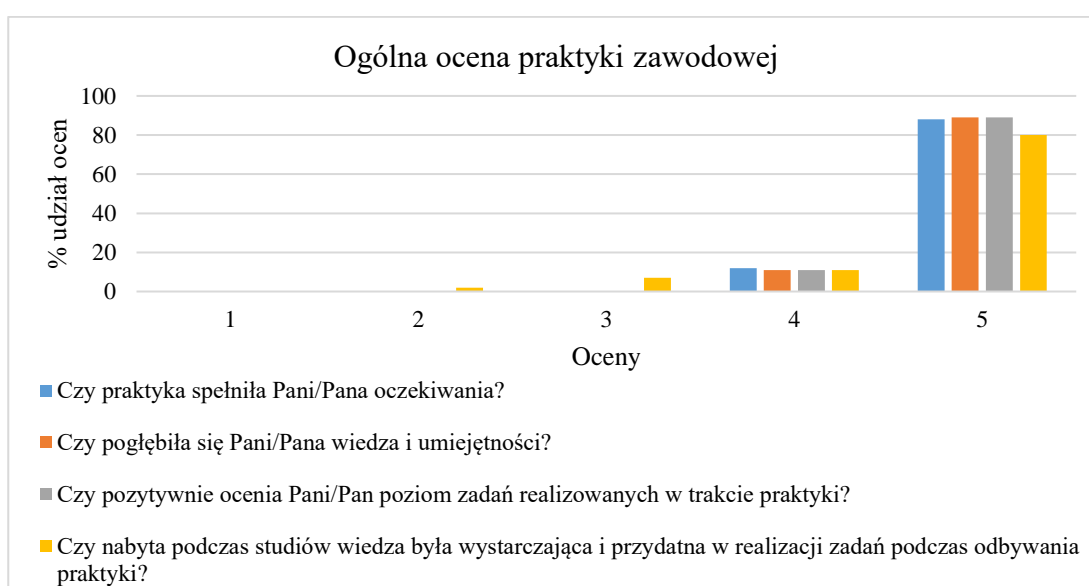 Ogólna ocena praktyki zawodowej
100
80
60
40
20
0
% udział ocen
1 2 3 4 5
Oceny
Czy praktyka spełniła Pani/Pana oczekiwania?
Czy pogłębiła się Pani/Pana wiedza i umiejętności?
Czy pozytywnie ocenia Pani/Pan poziom zadań realizowanych w trakcie praktyki?
Czy nabyta podczas studiów wiedza była wystarczająca i przydatna w realizacji zadań podczas odbywania
praktyki?